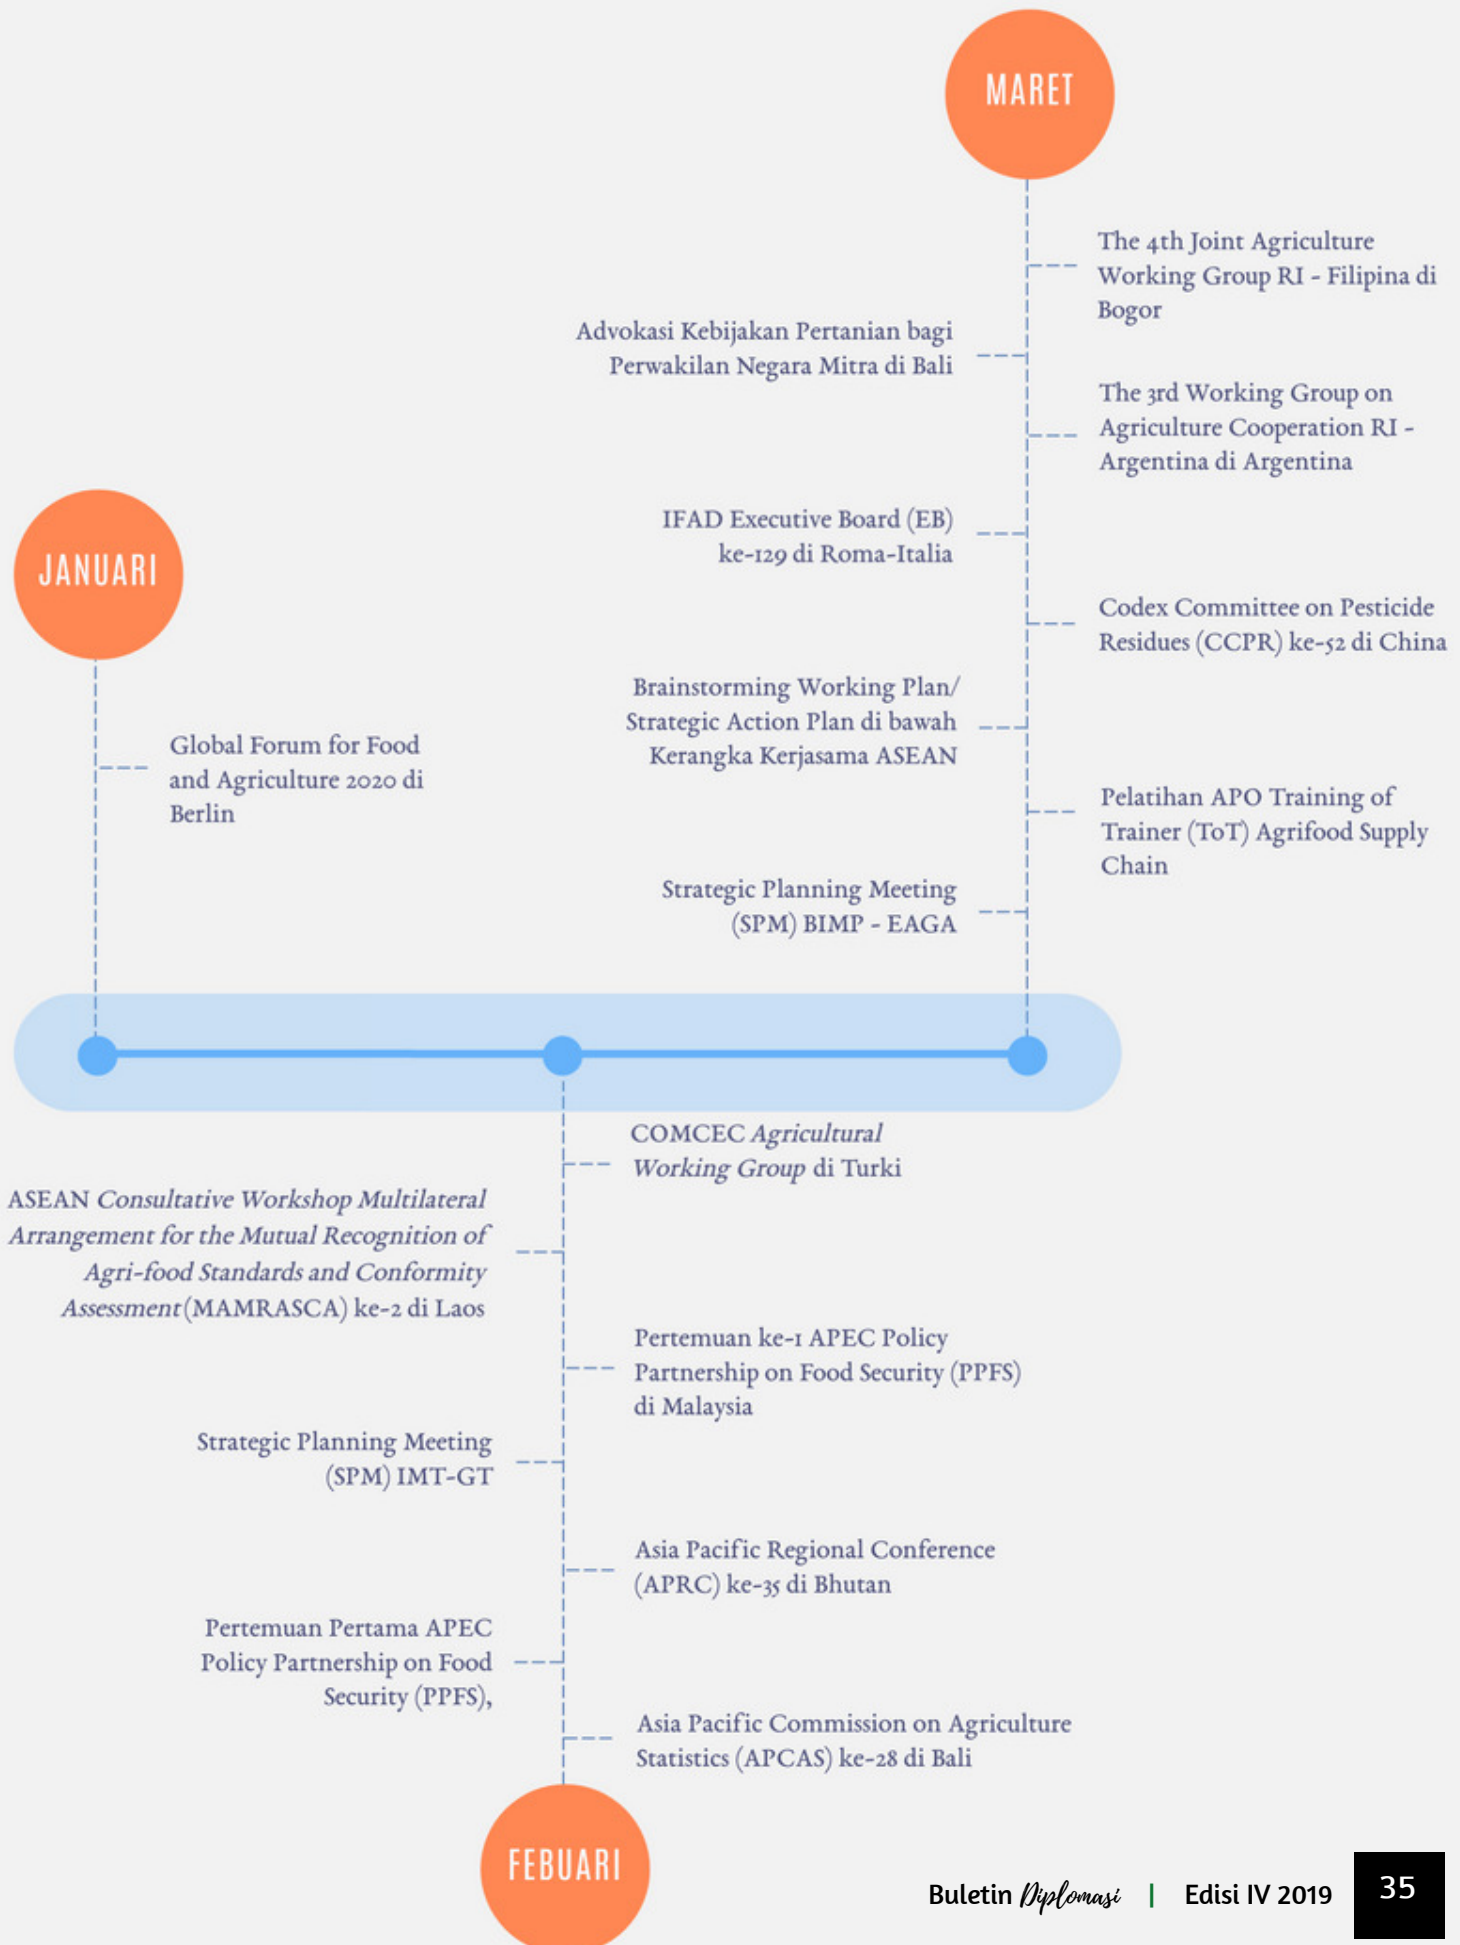 MARET
The 4th Joint Agriculture
Working Group RI - Filipina di
Bogor
Advokasi Kebijakan Pertanian bagi
Perwakilan Negara Mitra di Bali
The 3rd Working Group on
Agriculture Cooperation RI -
Argentina di Argentina
IFAD Executive Board (EB)
ke-129 di Roma-Italia
Codex Committee on Pesticide
Residues (CCPR) ke-52 di China
Brainstorming Working Plan/
Strategic Action Plan di bawah
Kerangka Kerjasama ASEAN
Pelatihan APO Training of
Trainer (ToT) Agrifood Supply
Chain
Strategic Planning Meeting
(SPM) BIMP - EAGA
JANUARI
Global Forum for Food
and Agriculture 2020 di
Berlin
COMCEC Agricultural
Working Group di Turki
ASEAN Consultative Workshop Multilateral
Arrangement for the Mutual Recognition of
Agri-food Standards and Conformity
Assessment (MAMRASCA) ke-2 di Laos
Pertemuan ke-1 APEC Policy
Partnership on Food Security (PPFS)
di Malaysia
Strategic Planning Meeting
(SPM) IMT-GT
Asia Pacific Regional Conference
(APRC) ke-35 di Bhutan
Pertemuan Pertama APEC
Policy Partnership on Food
Security (PPFS),
Asia Pacific Commission on Agriculture
Statistics (APCAS) ke-28 di Bali
FEBUARI
Buletin Diplomasi | Edisi IV 2019 35